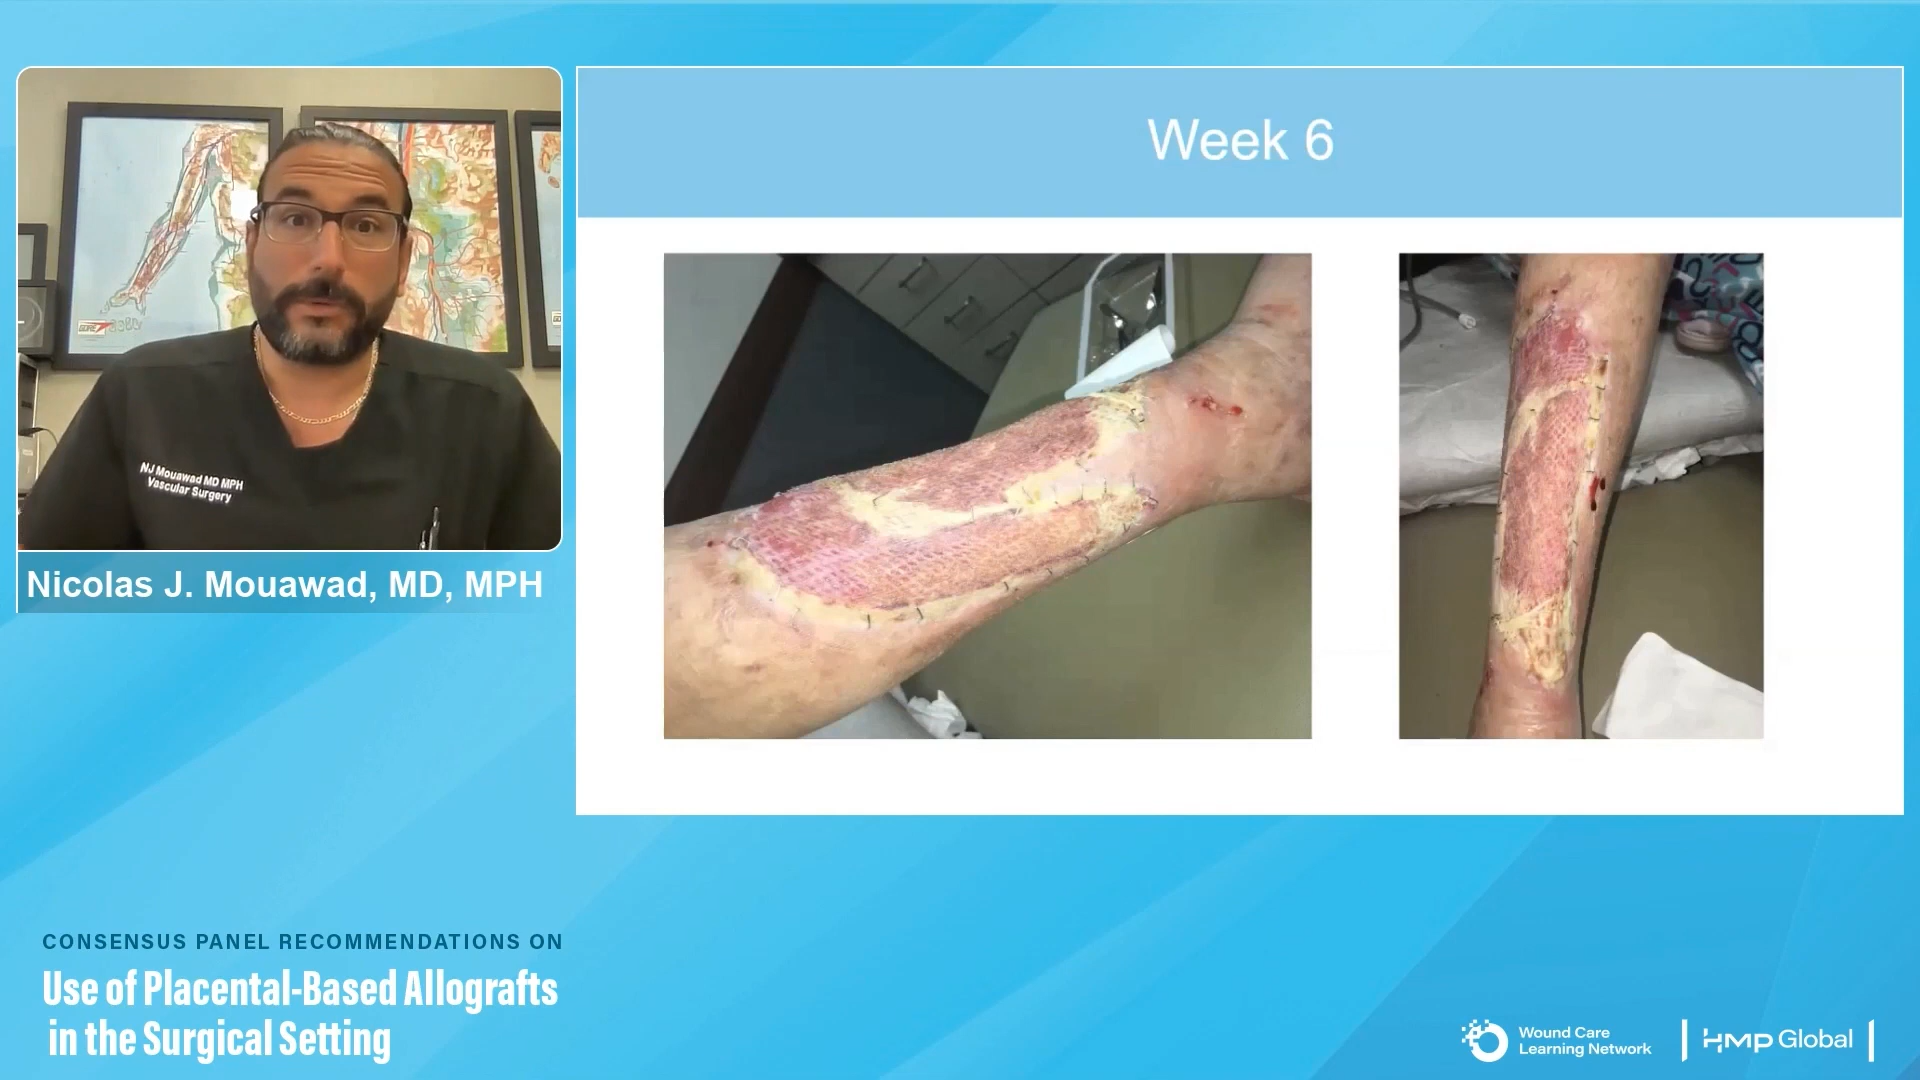 Week 6
GORE
NJ Mouawad MD MPH
Vascular Surgery
Nicolas J. Mouawad, MD, MPH
CONSENSUS PANEL RECOMMENDATIONS ON
Use of Placental-Based Allografts
in the Surgical Setting
Wound Care
Learning Network
HMP Global